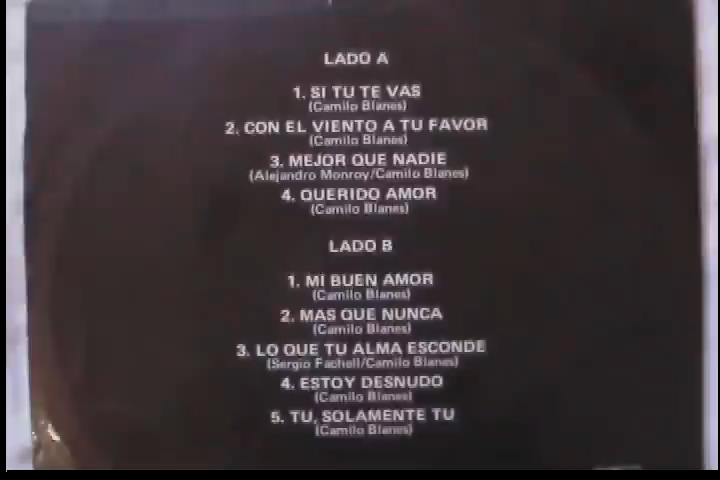 LADO A
1. SI TU TE VAS
(Camilo Blanes)
2. CON EL VIENTO A TU FAVOR
(Camilo Blanes)
3. MEJOR QUE NADIE
(Alejandro Monroy/Camilo Blanes)
4. QUERIDO AMOR
(Camilo Blanes)
LADO B
1. MI BUEN AMOR
(Camilo Blanes)
2. MAS QUE NUNCA
(Camilo Blanes)
3. LO QUE TU ALMA ESCONDE
(Sergio Fachell/Camilo Blanes)
4. ESTOY DESNUDO
(Camilo Blanes)
5. TU, SOLAMENTE TU
(Camilo Blanes)